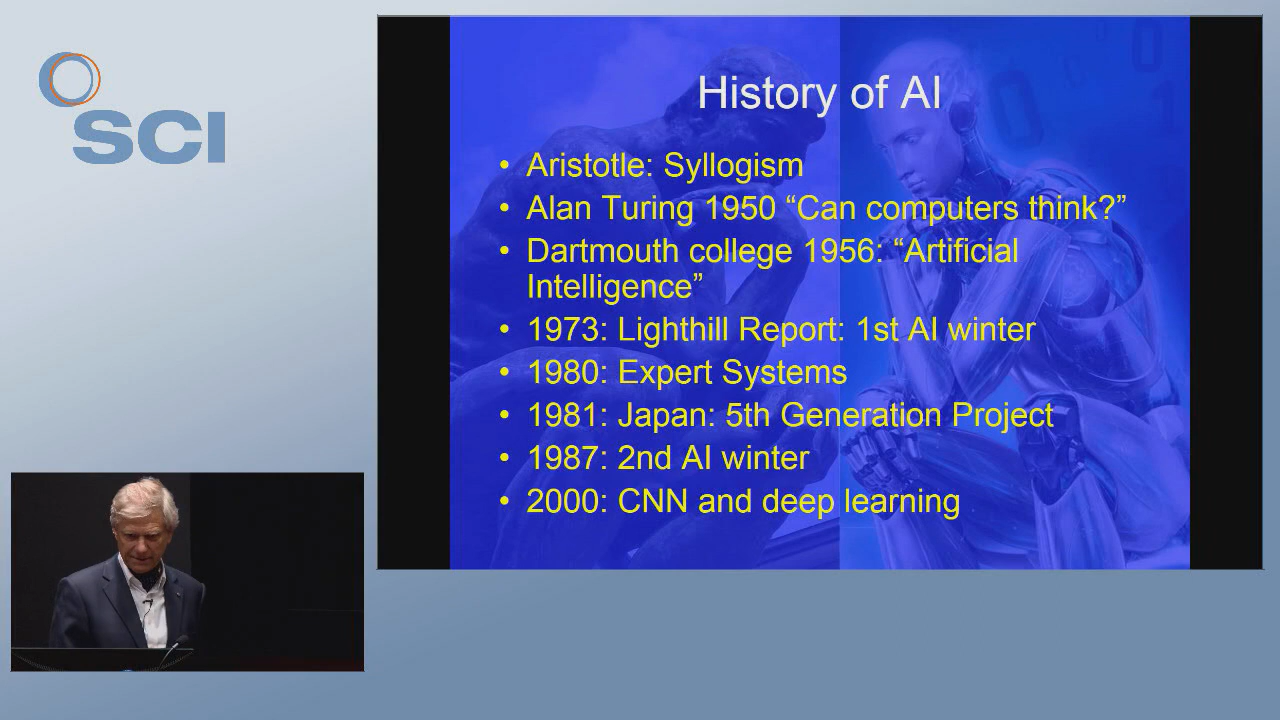 SCI
History of AI
• Aristotle: Syllogism
• Alan Turing 1950 “Can computers think?”
• Dartmouth college 1956: “Artificial
Intelligence”
• 1973: Lighthill Report: 1st AI winter
• 1980: Expert Systems
• 1981: Japan: 5th Generation Project
• 1987: 2nd AI winter
• 2000: CNN and deep learning